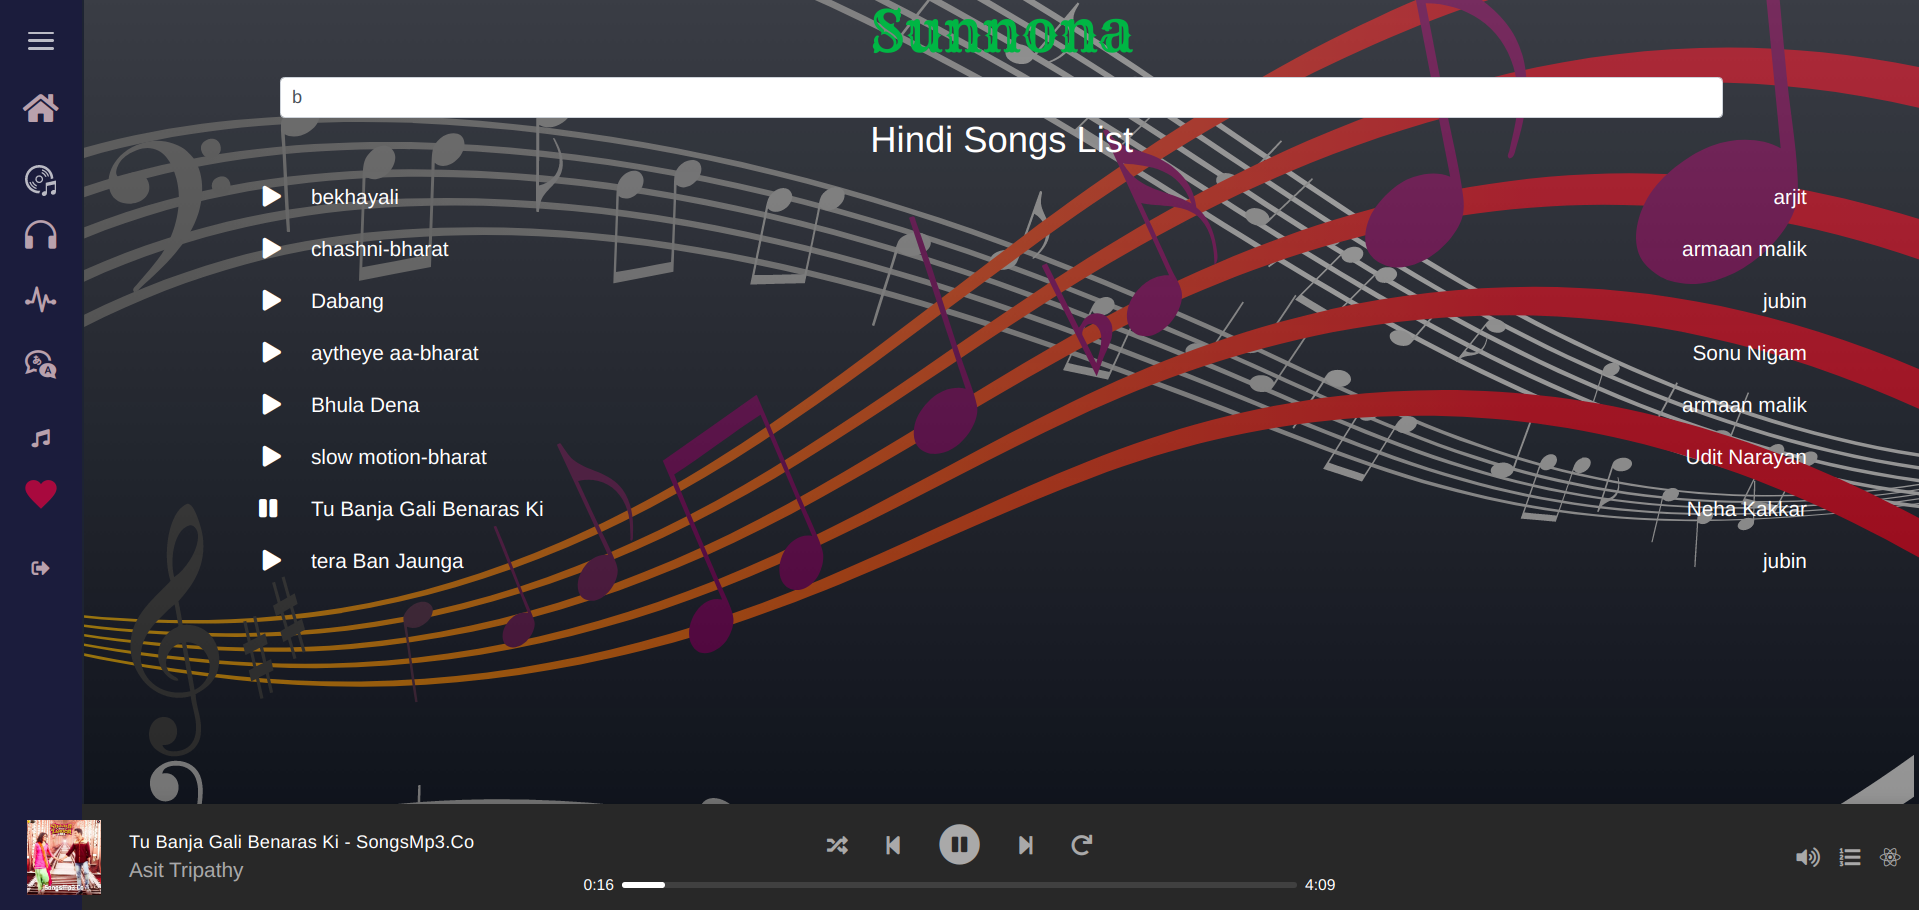 Sunnona
b
Hindi Songs List
bekhayali arjit
chashni-bharat armaan malik
Dabang jubin
aytheye aa-bharat Sonu Nigam
Bhula Dena armaan malik
slow motion-bharat Udit Narayan
Tu Banja Gali Benaras Ki Neha Kakkar
tera Ban Jaunga jubin
Tu Banja Gali Benaras Ki - SongsMp3.Co
Asit Tripathy
0:16 4:09